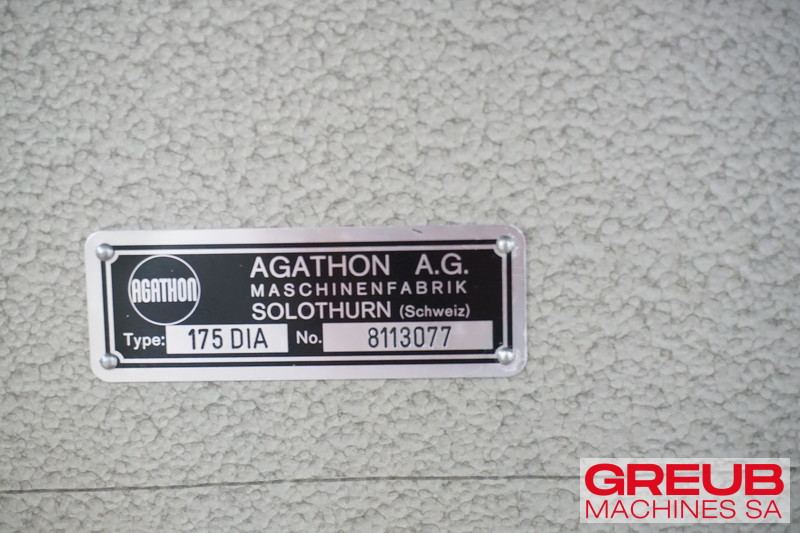 AGATHON
AGATHON A.G.
MASCHINENFABRIK
SOLOTHURN (Schweiz)
Type: 175 DIA No. 8113077
GREUB
MACHINES SA